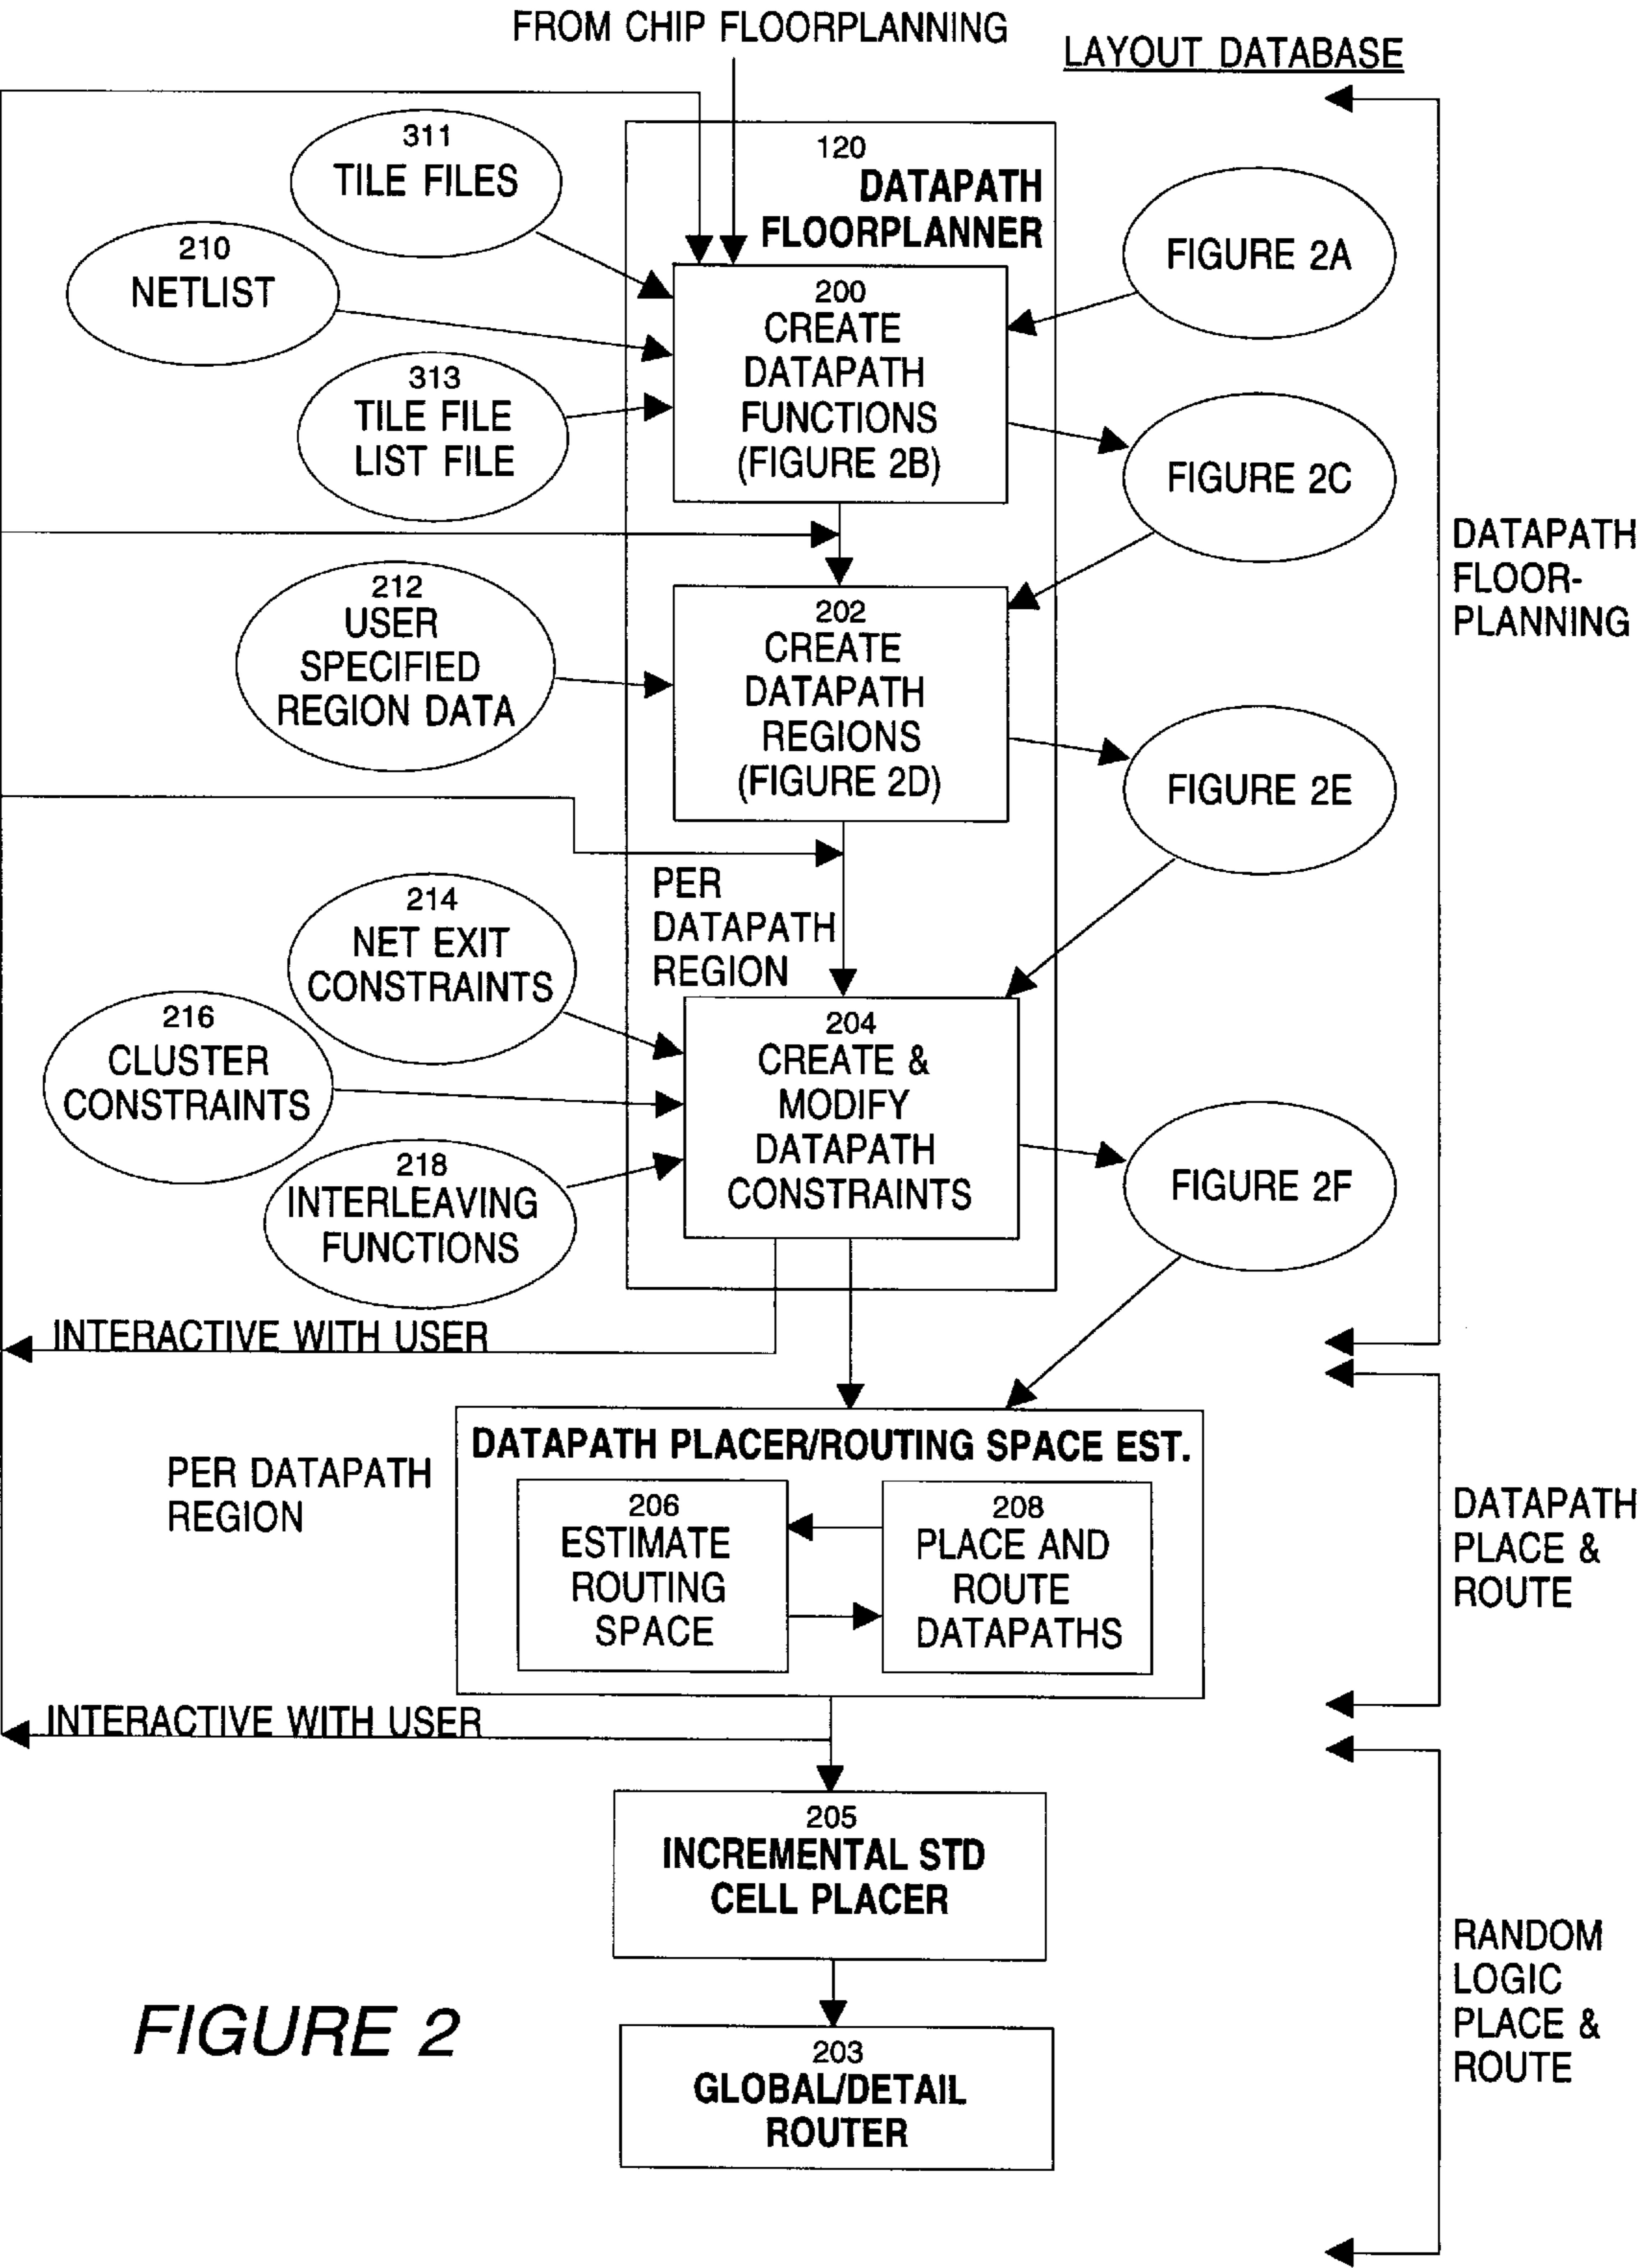 FROM CHIP FLOORPLANNING
LAYOUT DATABASE
311
TILE FILES
210
NETLIST
313
TILE FILE
LIST FILE
120
DATAPATH
FLOORPLANNER
200
CREATE
DATAPATH
FUNCTIONS
(FIGURE 2B)
FIGURE 2A
FIGURE 2C
DATAPATH
FLOOR-
PLANNING
212
USER
SPECIFIED
REGION DATA
202
CREATE
DATAPATH
REGIONS
(FIGURE 2D)
FIGURE 2E
PER
DATAPATH
REGION
214
NET EXIT
CONSTRAINTS
216
CLUSTER
CONSTRAINTS
218
INTERLEAVING
FUNCTIONS
204
CREATE &
MODIFY
DATAPATH
CONSTRAINTS
FIGURE 2F
INTERACTIVE WITH USER
PER DATAPATH
REGION
DATAPATH PLACER/ROUTING SPACE EST.
206
ESTIMATE
ROUTING
SPACE
208
PLACE AND
ROUTE
DATAPATHS
DATAPATH
PLACE &
ROUTE
INTERACTIVE WITH USER
205
INCREMENTAL STD
CELL PLACER
203
GLOBAL/DETAIL
ROUTER
RANDOM
LOGIC
PLACE &
ROUTE
FIGURE 2